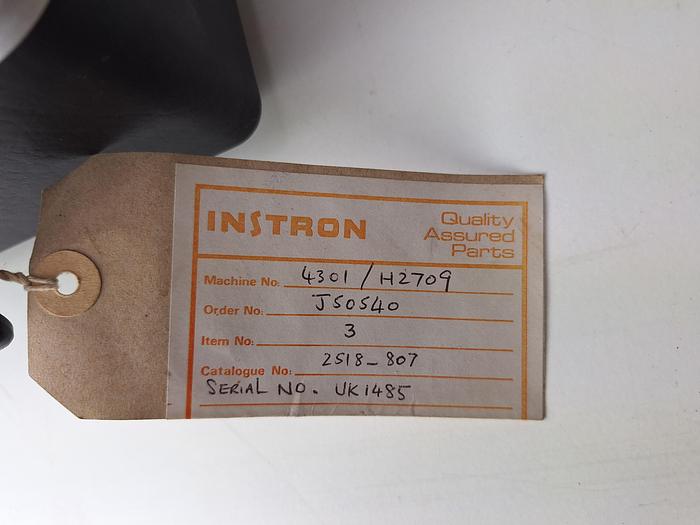 INSTRON
Quality
Assured
Parts
Machine No: 4301 / H2709
Order No: J50540
Item No: 3
Catalogue No: 2518-807
SERIAL NO. UK1485